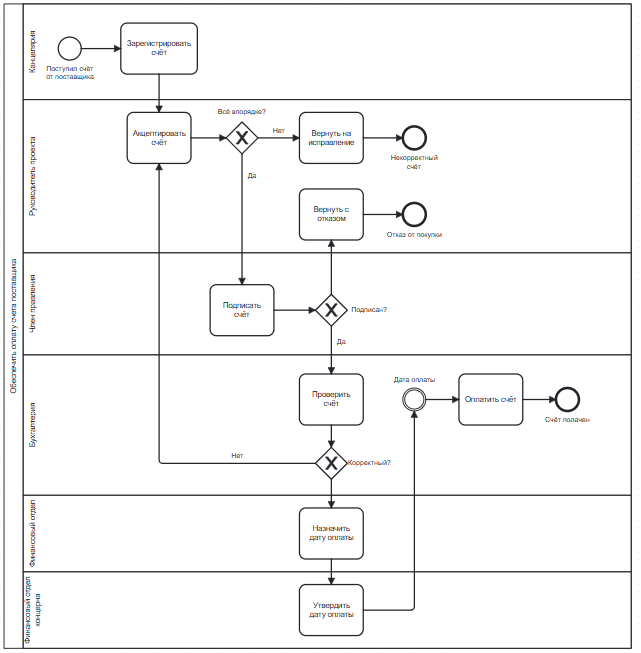 Обеспечить оплату счета поставщика
Канцелярия
Поступил счёт
от поставщика
Зарегистрировать
счёт
Руководитель проекта
Акцептировать
счёт
Всё впорядке?
Нет
Да
Вернуть на
исправление
Некорректный
счёт
Вернуть с
отказом
Отказ от покупки
Член правления
Подписать
счёт
Подписан?
Да
Бухгалтерия
Проверить
счёт
Дата оплаты
Оплатить счёт
Счёт полачен
Нет
Корректный?
Финансовый отдел
Назначить
дату оплаты
Финансовый отдел
концерна
Утвердить
дату оплаты